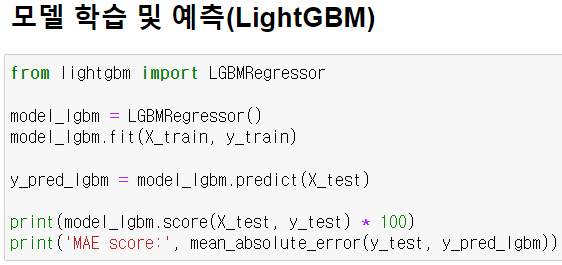 모델 학습 및 예측(LightGBM)
from lightgbm import LGBMRegressor
model_lgbm = LGBMRegressor()
model_lgbm.fit(X_train, y_train)
y_pred_lgbm = model_lgbm.predict(X_test)
print(model_lgbm.score(X_test, y_test) * 100)
print('MAE score:', mean_absolute_error(y_test, y_pred_lgbm))